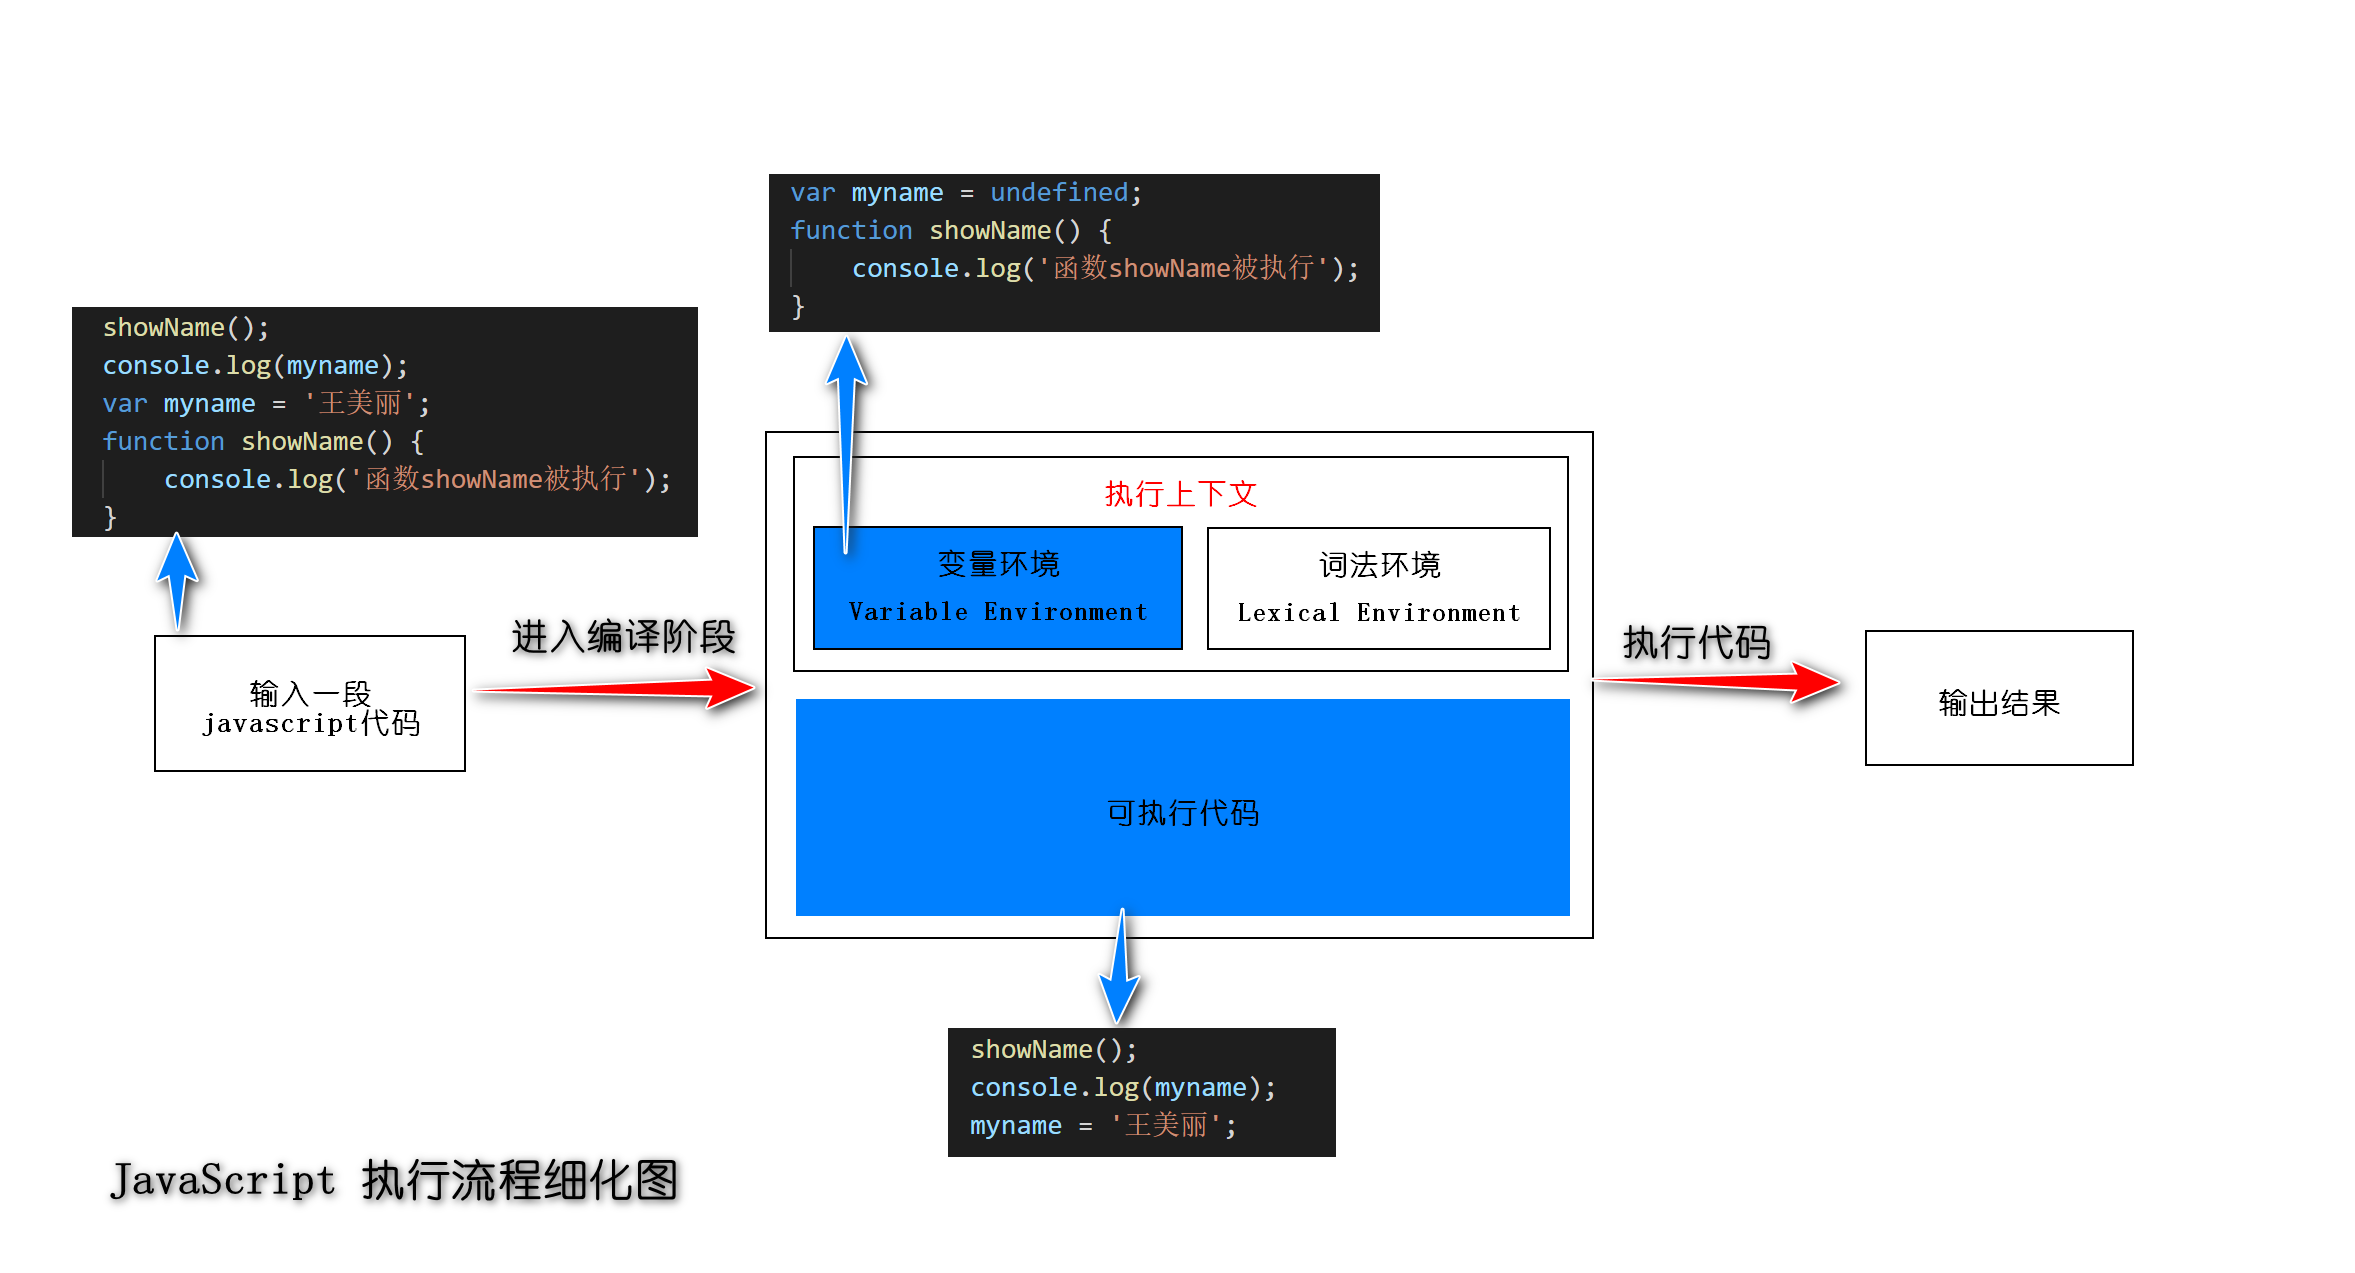 var myname = undefined;
function showName() {
    console.log('函数showName被执行');
}
showName();
console.log(myname);
var myname = '王美丽';
function showName() {
    console.log('函数showName被执行');
}
执行上下文
变量环境
Variable Environment
词法环境
Lexical Environment
进入编译阶段
执行代码
输入一段
javascript代码
输出结果
可执行代码
showName();
console.log(myname);
myname = '王美丽';
JavaScript 执行流程细化图